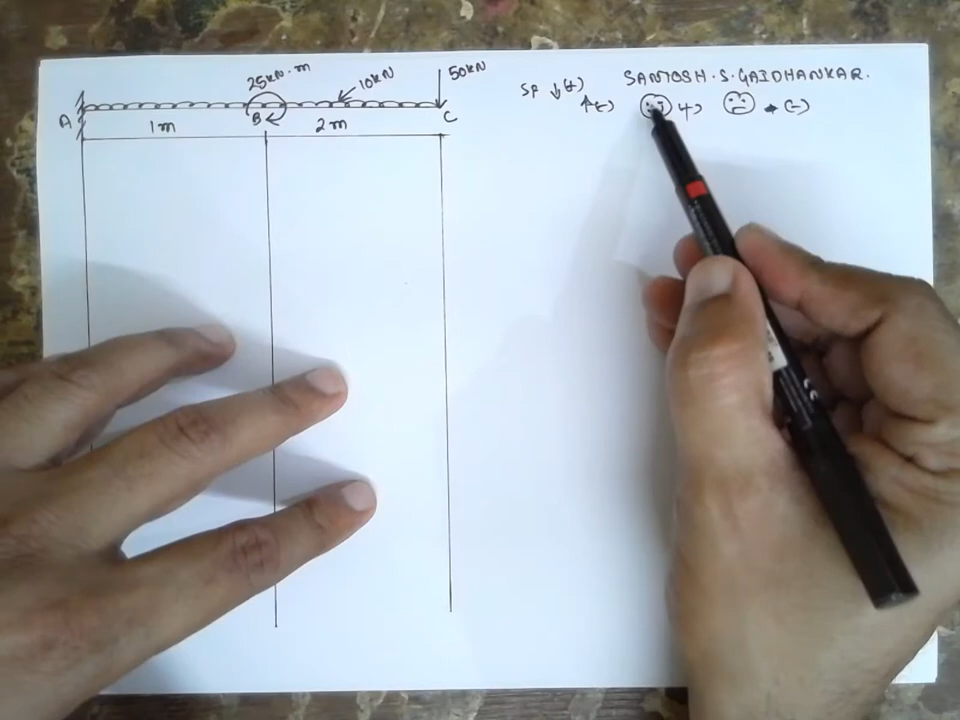 25kN.m
10kN
50kN
SF ↓(+)
↑(-)
SANTOSH.S.GAIDHANKAR.
(-)
A
1m
B
2m
C